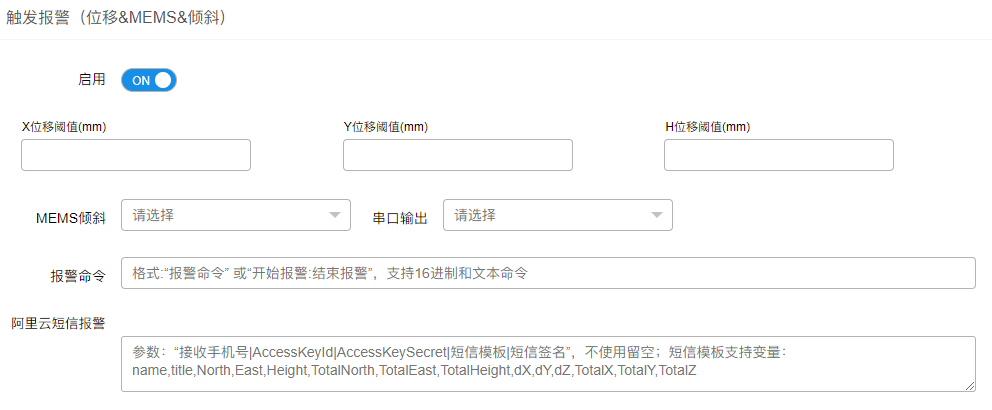 触发报警（位移&MEMS&倾斜）
启用 ON
X位移阈值(mm) Y位移阈值(mm) H位移阈值(mm)
MEMS倾斜 请选择 串口输出 请选择
报警命令 格式:“报警命令” 或“开始报警:结束报警”，支持16进制和文本命令
阿里云短信报警
参数：“接收手机号|AccessKeyId|AccessKeySecret|短信模板|短信签名”，不使用留空；短信模板支持变量：
name,title,North,East,Height,TotalNorth,TotalEast,TotalHeight,dX,dY,dZ,TotalX,TotalY,TotalZ